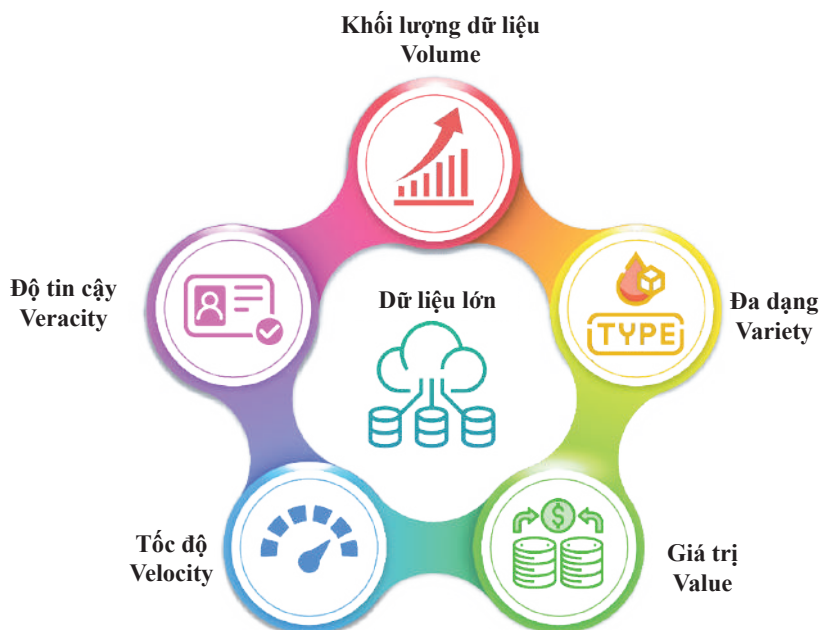 Khối lượng dữ liệu
Volume
Độ tin cậy
Veracity
Dữ liệu lớn
Đa dạng
Variety
TYPE
Tốc độ
Velocity
$
Giá trị
Value